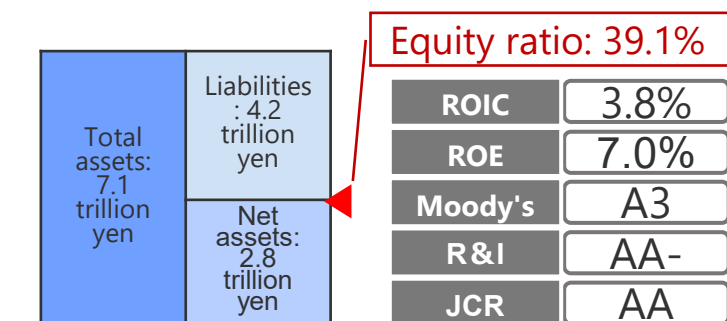 Equity ratio: 39.1%
Total
assets:
7.1
trillion
yen
Liabilities
: 4.2
trillion
yen
Net
assets:
2.8
trillion
yen
ROIC 3.8%
ROE 7.0%
Moody's A3
R&I AA-
JCR AA